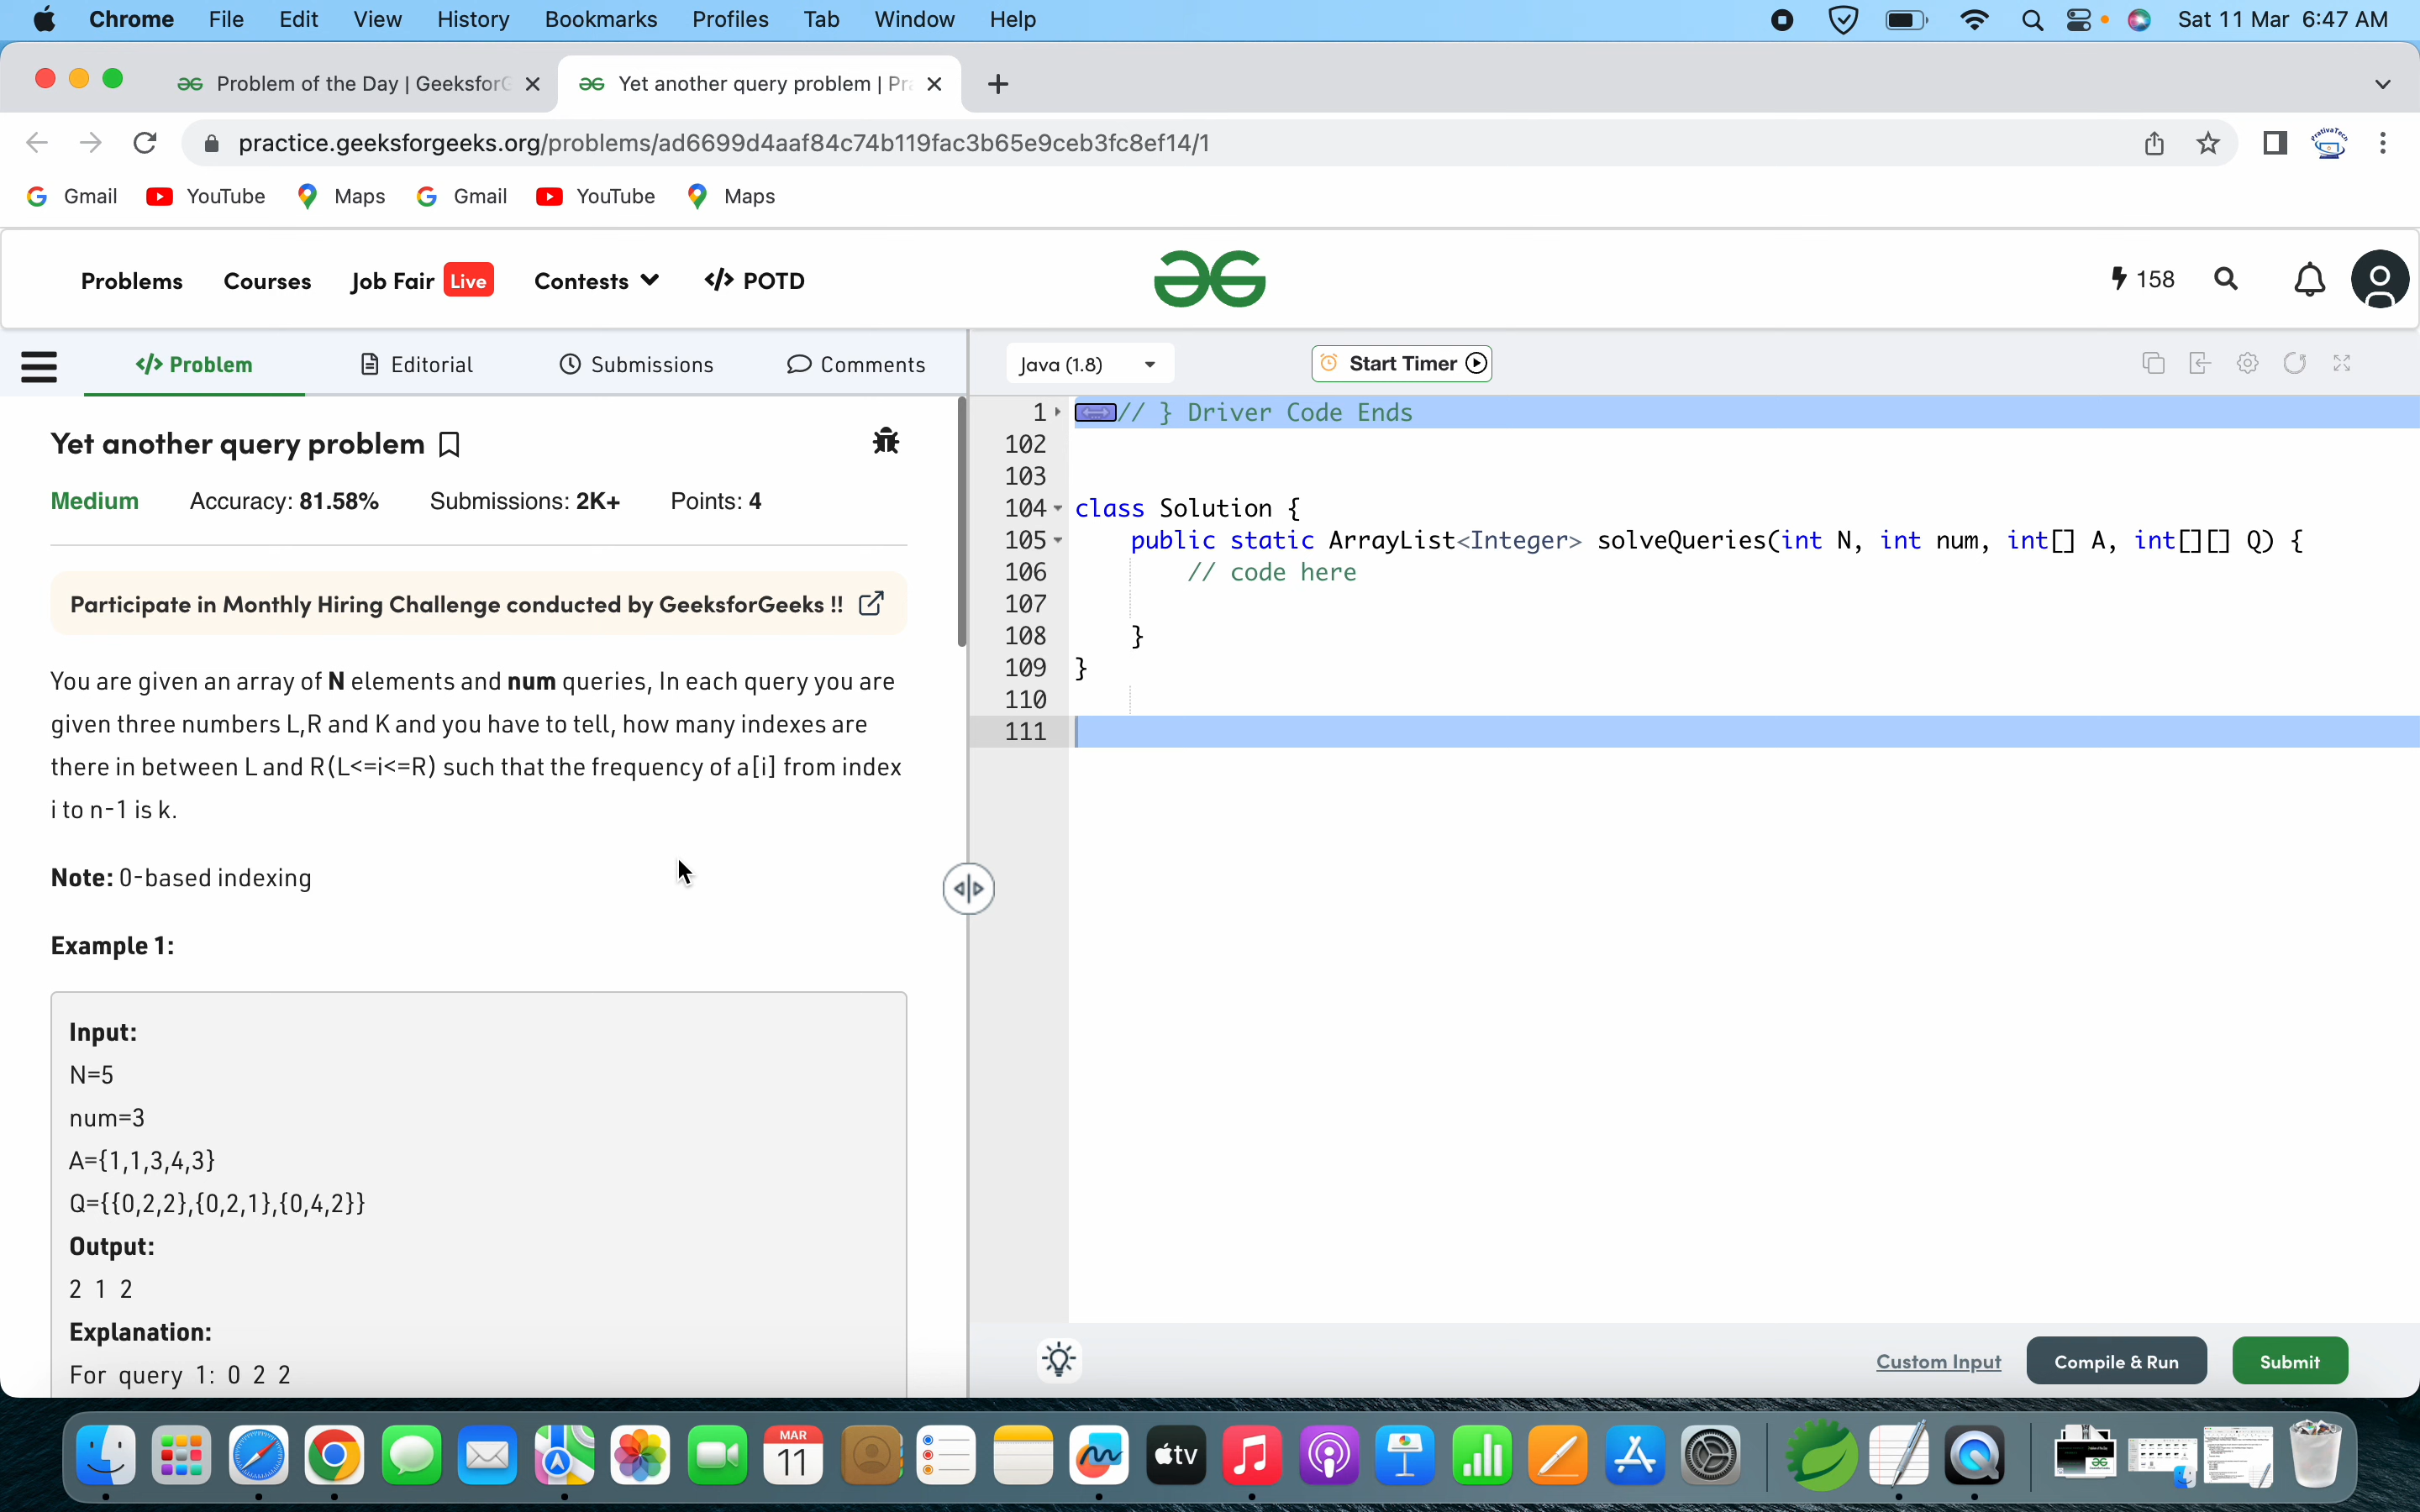 Chrome File Edit View History Bookmarks Profiles Tab Window Help Sat 11 Mar 6:47 AM
Problem of the Day | Geeksfor
Yet another query problem | Pr
practice.geeksforgeeks.org/problems/ad6699d4aaf84c74b119fac3b65e9ceb3fc8ef14/1
Gmail YouTube Maps Gmail YouTube Maps
Problems Courses Job Fair Live Contests </> POTD 158
</> Problem Editorial Submissions Comments
Java (1.8) Start Timer
Yet another query problem
Medium Accuracy: 81.58% Submissions: 2K+ Points: 4
Participate in Monthly Hiring Challenge conducted by GeeksforGeeks !!
You are given an array of N elements and num queries, In each query you are
given three numbers L,R and K and you have to tell, how many indexes are
there in between L and R(L<=i<=R) such that the frequency of a[i] from index
i to n-1 is k.
Note: 0-based indexing
Example 1:
Input:
N=5
num=3
A={1,1,3,4,3}
Q={{0,2,2},{0,2,1},{0,4,2}}
Output:
2 1 2
Explanation:
For query 1: 0 2 2
1 // } Driver Code Ends
102
103
104 class Solution {
105 public static ArrayList<Integer> solveQueries(int N, int num, int[] A, int[][] Q) {
106 // code here
107
108 }
109 }
110
111
Custom Input Compile & Run Submit
MAR
11
tv